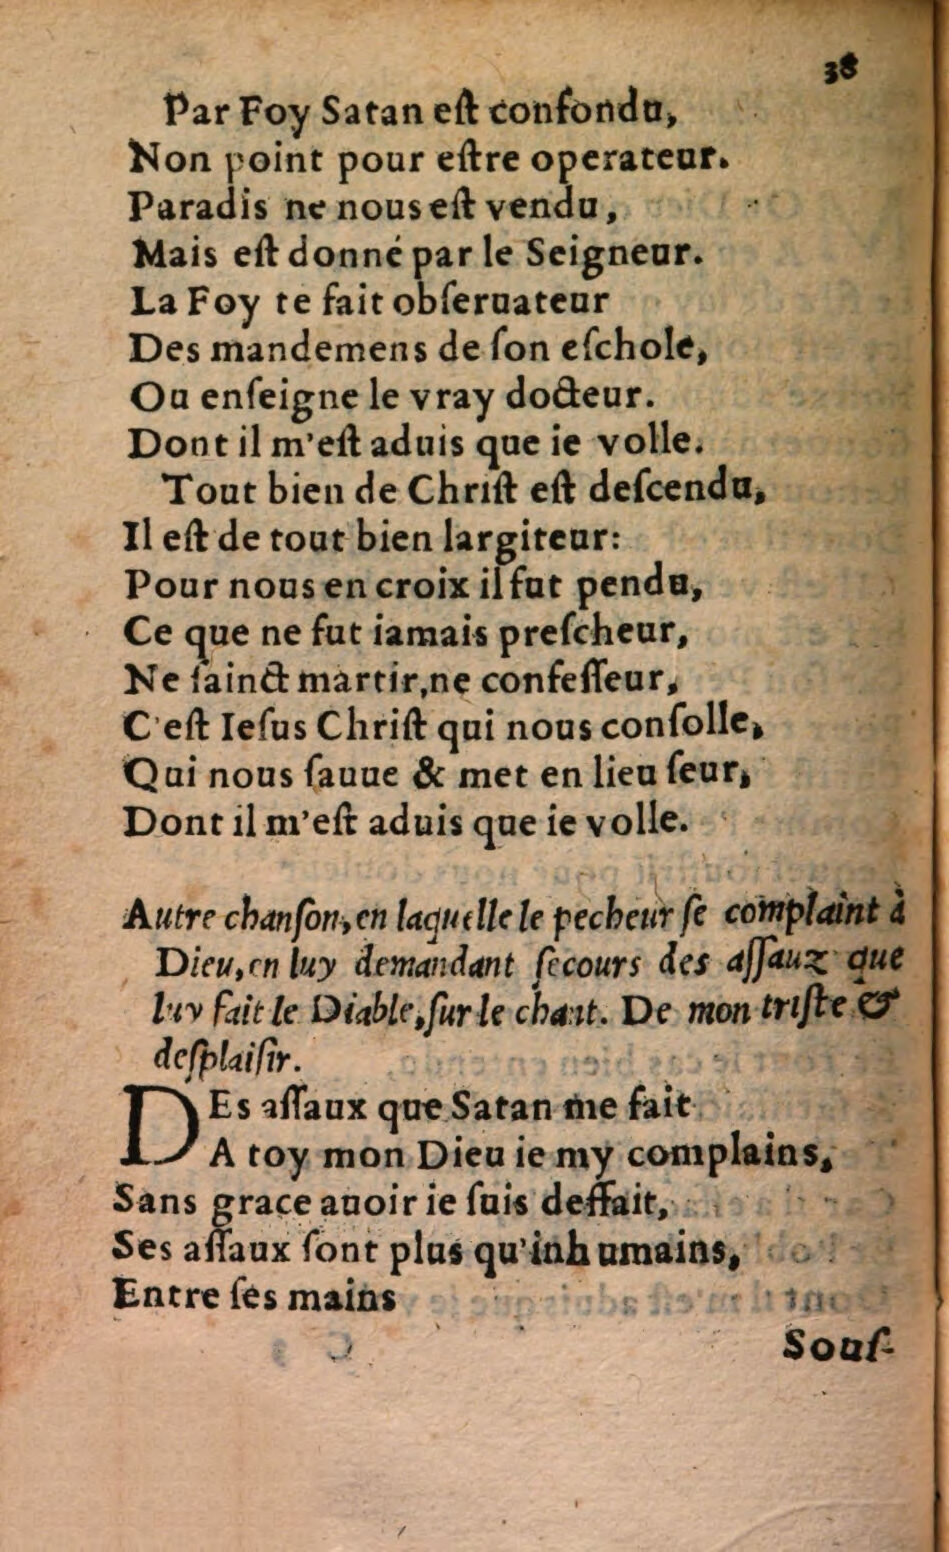 38
Par Foy Satan eſt confondu,
Non point pour eſtre operateur.
Paradis ne nous eſt vendu,
Mais eſt donné par le Seigneur.
La Foy te fait obſeruateur
Des mandemens de ſon eſchole,
Ou enſeigne le vray docteur.
Dont il m'eſt aduis que ie volle.
Tout bien de Chriſt eſt deſcendu,
Il eſt de tout bien largiteur:
Pour nous en croix il fut pendu,
Ce que ne fut iamais preſcheur,
Ne ſainct martir, ne confeſſeur,
C'eſt Ieſus Chriſt qui nous conſolle,
Qui nous ſauue & met en lieu ſeur,
Dont il m'eſt aduis que ie volle.
Autre chanſon, en laquelle le pecheur ſe complaint à
Dieu, en luy demandant ſecours des aſſaux que
luy fait le Diable, ſur le chant. De mon triſte &
deſplaiſir.
DEs aſſaux que Satan me fait
A toy mon Dieu ie my complains,
Sans grace auoir ie ſuis deffait,
Ses aſſaux ſont plus qu'inhumains,
Entre ſes mains
Souſ-